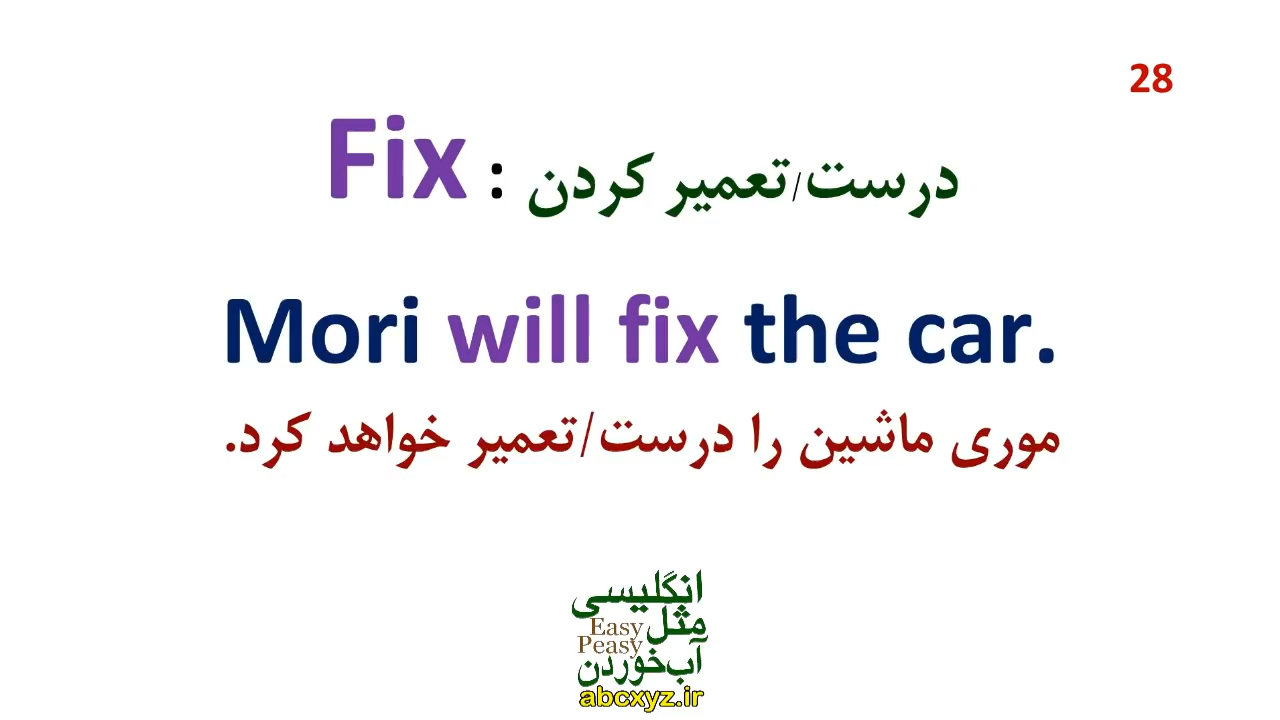 28
Fix : درست/تعمیر کردن
Mori will fix the car.
موری ماشین را درست/تعمیر خواهد کرد.
انگلیسی
مثل Easy
Peasy
آب‌خوردن
abcxyz.ir